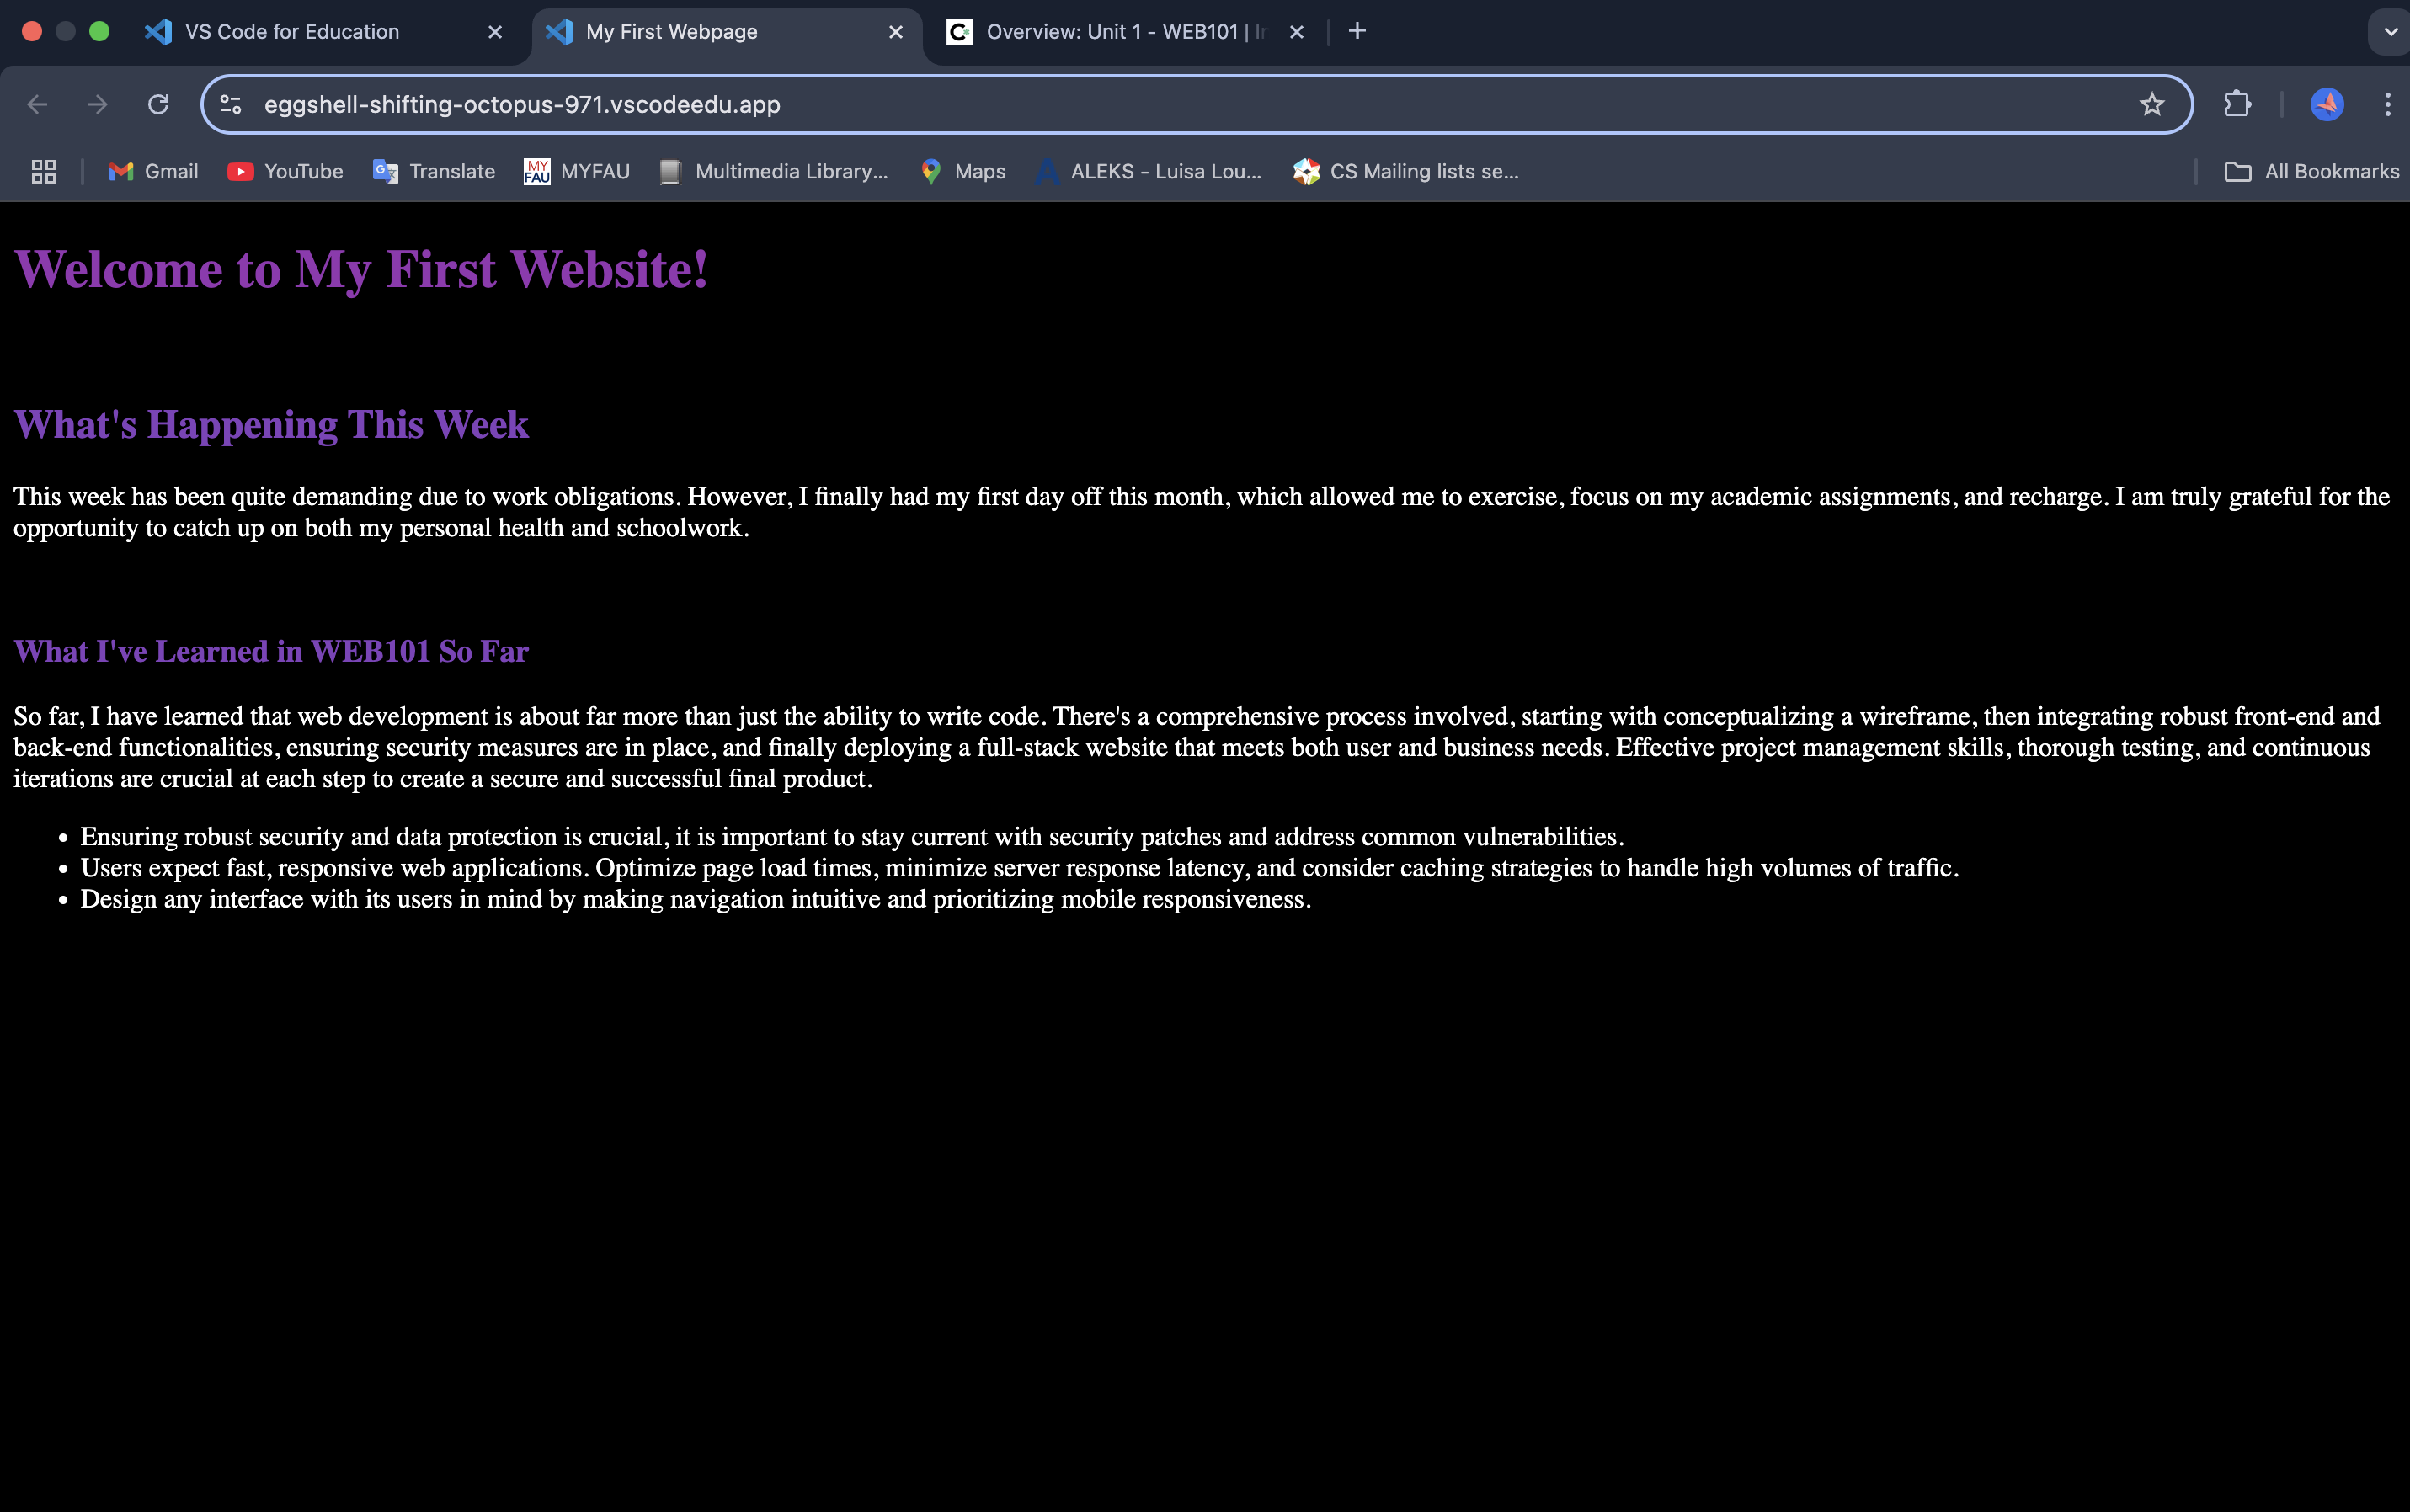 VS Code for Education
My First Webpage
Overview: Unit 1 - WEB101 |
eggshell-shifting-octopus-971.vscodeedu.app
Gmail
YouTube
Translate
MY FAU
MYFAU
Multimedia Library...
Maps
ALEKS - Luisa Lou...
CS Mailing lists se...
All Bookmarks
Welcome to My First Website!
What's Happening This Week
This week has been quite demanding due to work obligations. However, I finally had my first day off this month, which allowed me to exercise, focus on my academic assignments, and recharge. I am truly grateful for the
opportunity to catch up on both my personal health and schoolwork.
What I've Learned in WEB101 So Far
So far, I have learned that web development is about far more than just the ability to write code. There's a comprehensive process involved, starting with conceptualizing a wireframe, then integrating robust front-end and
back-end functionalities, ensuring security measures are in place, and finally deploying a full-stack website that meets both user and business needs. Effective project management skills, thorough testing, and continuous
iterations are crucial at each step to create a secure and successful final product.
• Ensuring robust security and data protection is crucial, it is important to stay current with security patches and address common vulnerabilities.
• Users expect fast, responsive web applications. Optimize page load times, minimize server response latency, and consider caching strategies to handle high volumes of traffic.
• Design any interface with its users in mind by making navigation intuitive and prioritizing mobile responsiveness.